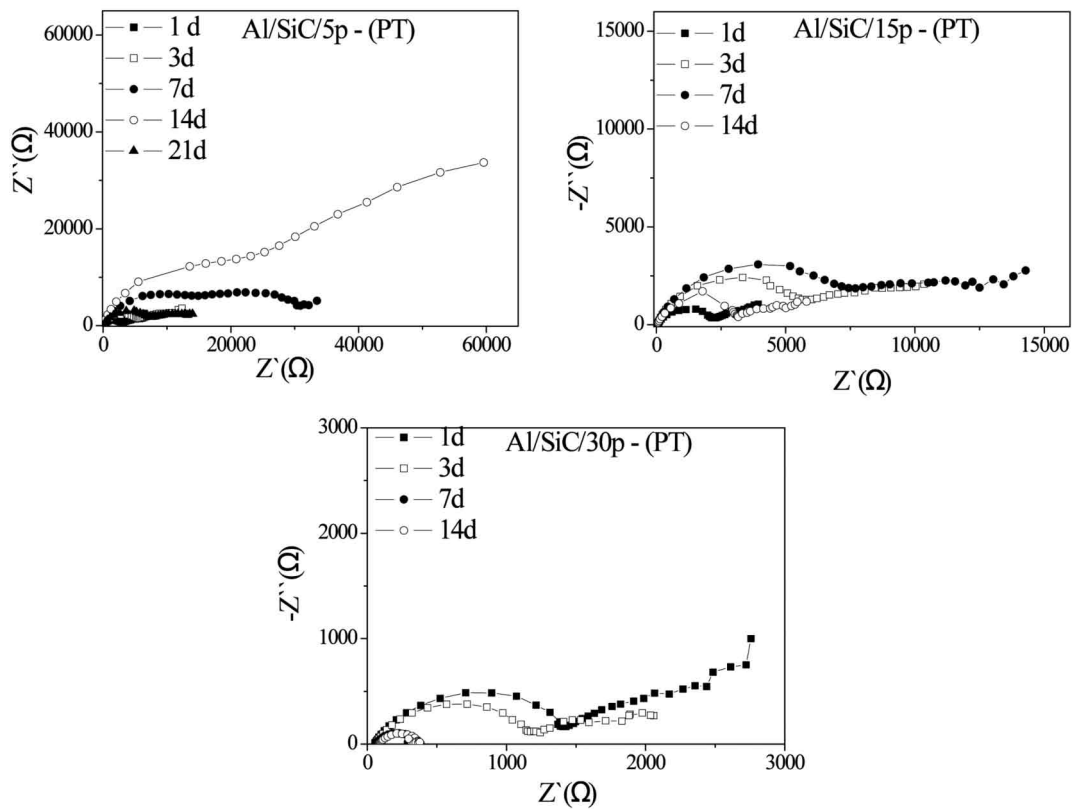 Al/SiC/5p - (PT)
1 d
3d
7d
14d
21d
60000
40000
20000
0
Z``(Ω)
0
20000
40000
60000
Z`(Ω)
Al/SiC/15p - (PT)
1d
3d
7d
14d
15000
10000
5000
0
-Z``(Ω)
0
5000
10000
15000
Z`(Ω)
Al/SiC/30p - (PT)
1d
3d
7d
14d
3000
2000
1000
0
-Z``(Ω)
0
1000
2000
3000
Z`(Ω)